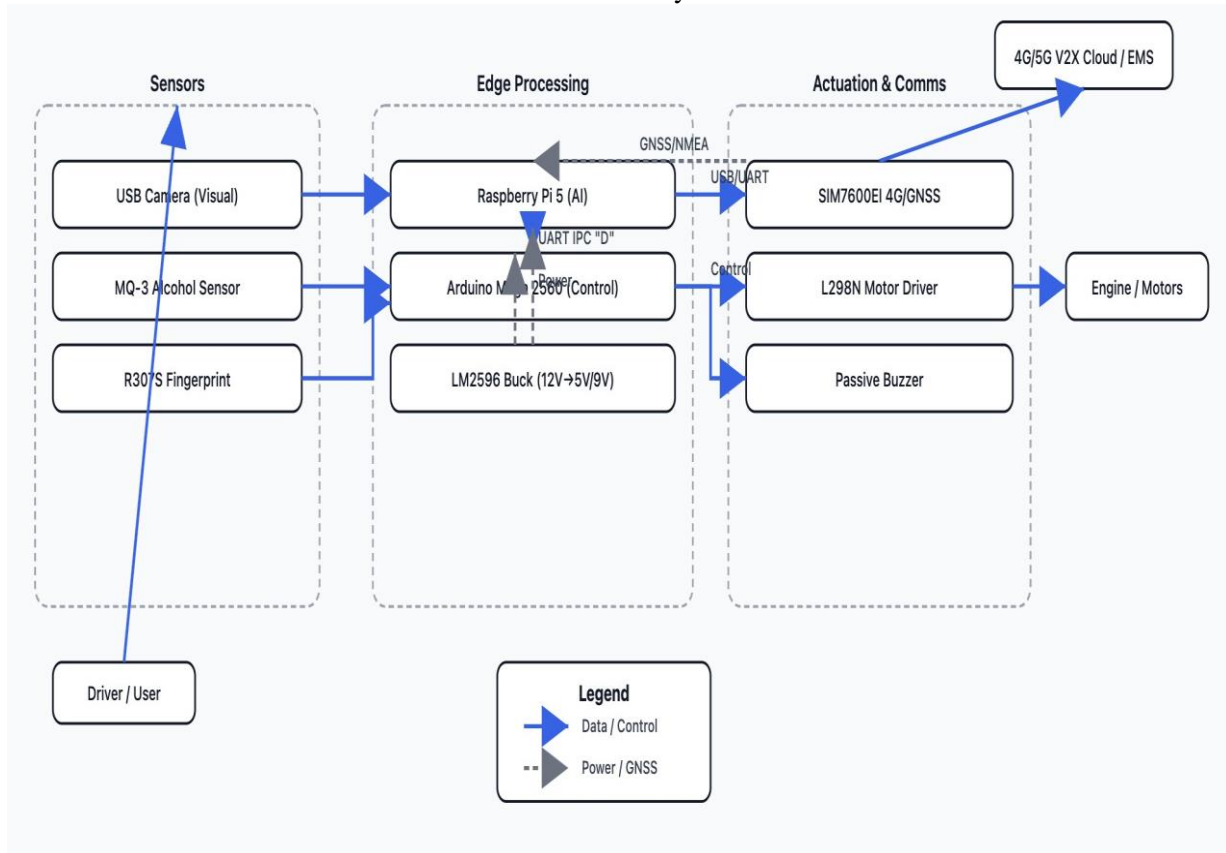 4G/5G V2X Cloud / EMS
Sensors
Edge Processing
Actuation & Comms
GNSS/NMEA
USB Camera (Visual)
Raspberry Pi 5 (AI)
USB/UART
SIM7600EI 4G/GNSS
UART IPC "D"
Power
Control
MQ-3 Alcohol Sensor
Arduino Mega 2560 (Control)
L298N Motor Driver
Engine / Motors
R307S Fingerprint
LM2596 Buck (12V→5V/9V)
Passive Buzzer
Driver / User
Legend
Data / Control
Power / GNSS